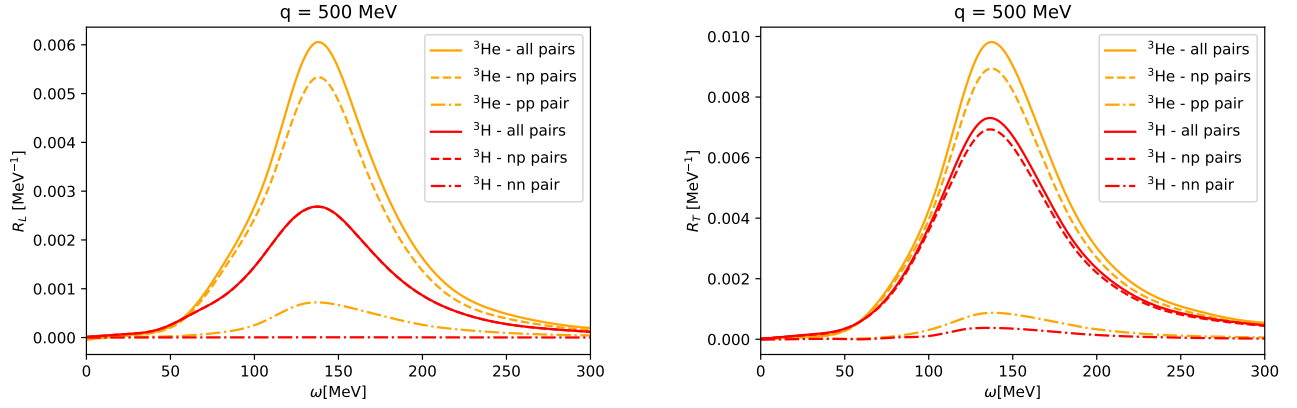 q = 500 MeV
R_L [MeV⁻¹]
0.006
0.005
0.004
0.003
0.002
0.001
0.000
³He - all pairs
³He - np pairs
³He - pp pair
³H - all pairs
³H - np pairs
³H - nn pair
0 50 100 150 200 250 300
ω[MeV]
q = 500 MeV
R_T [MeV⁻¹]
0.010
0.008
0.006
0.004
0.002
0.000
³He - all pairs
³He - np pairs
³He - pp pair
³H - all pairs
³H - np pairs
³H - nn pair
0 50 100 150 200 250 300
ω[MeV]